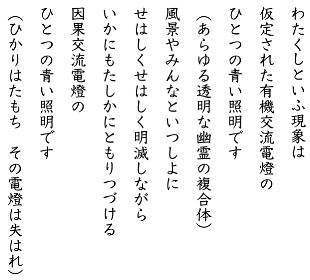 わたくしといふ現象は
仮定された有機交流電燈の
ひとつの青い照明です
(あらゆる透明な幽霊の複合体)
風景やみんなといつしよに
せはしくせはしく明滅しながら
いかにもたしかにともりつづける
因果交流電燈の
ひとつの青い照明です
(ひかりはたもち その電燈は失はれ)